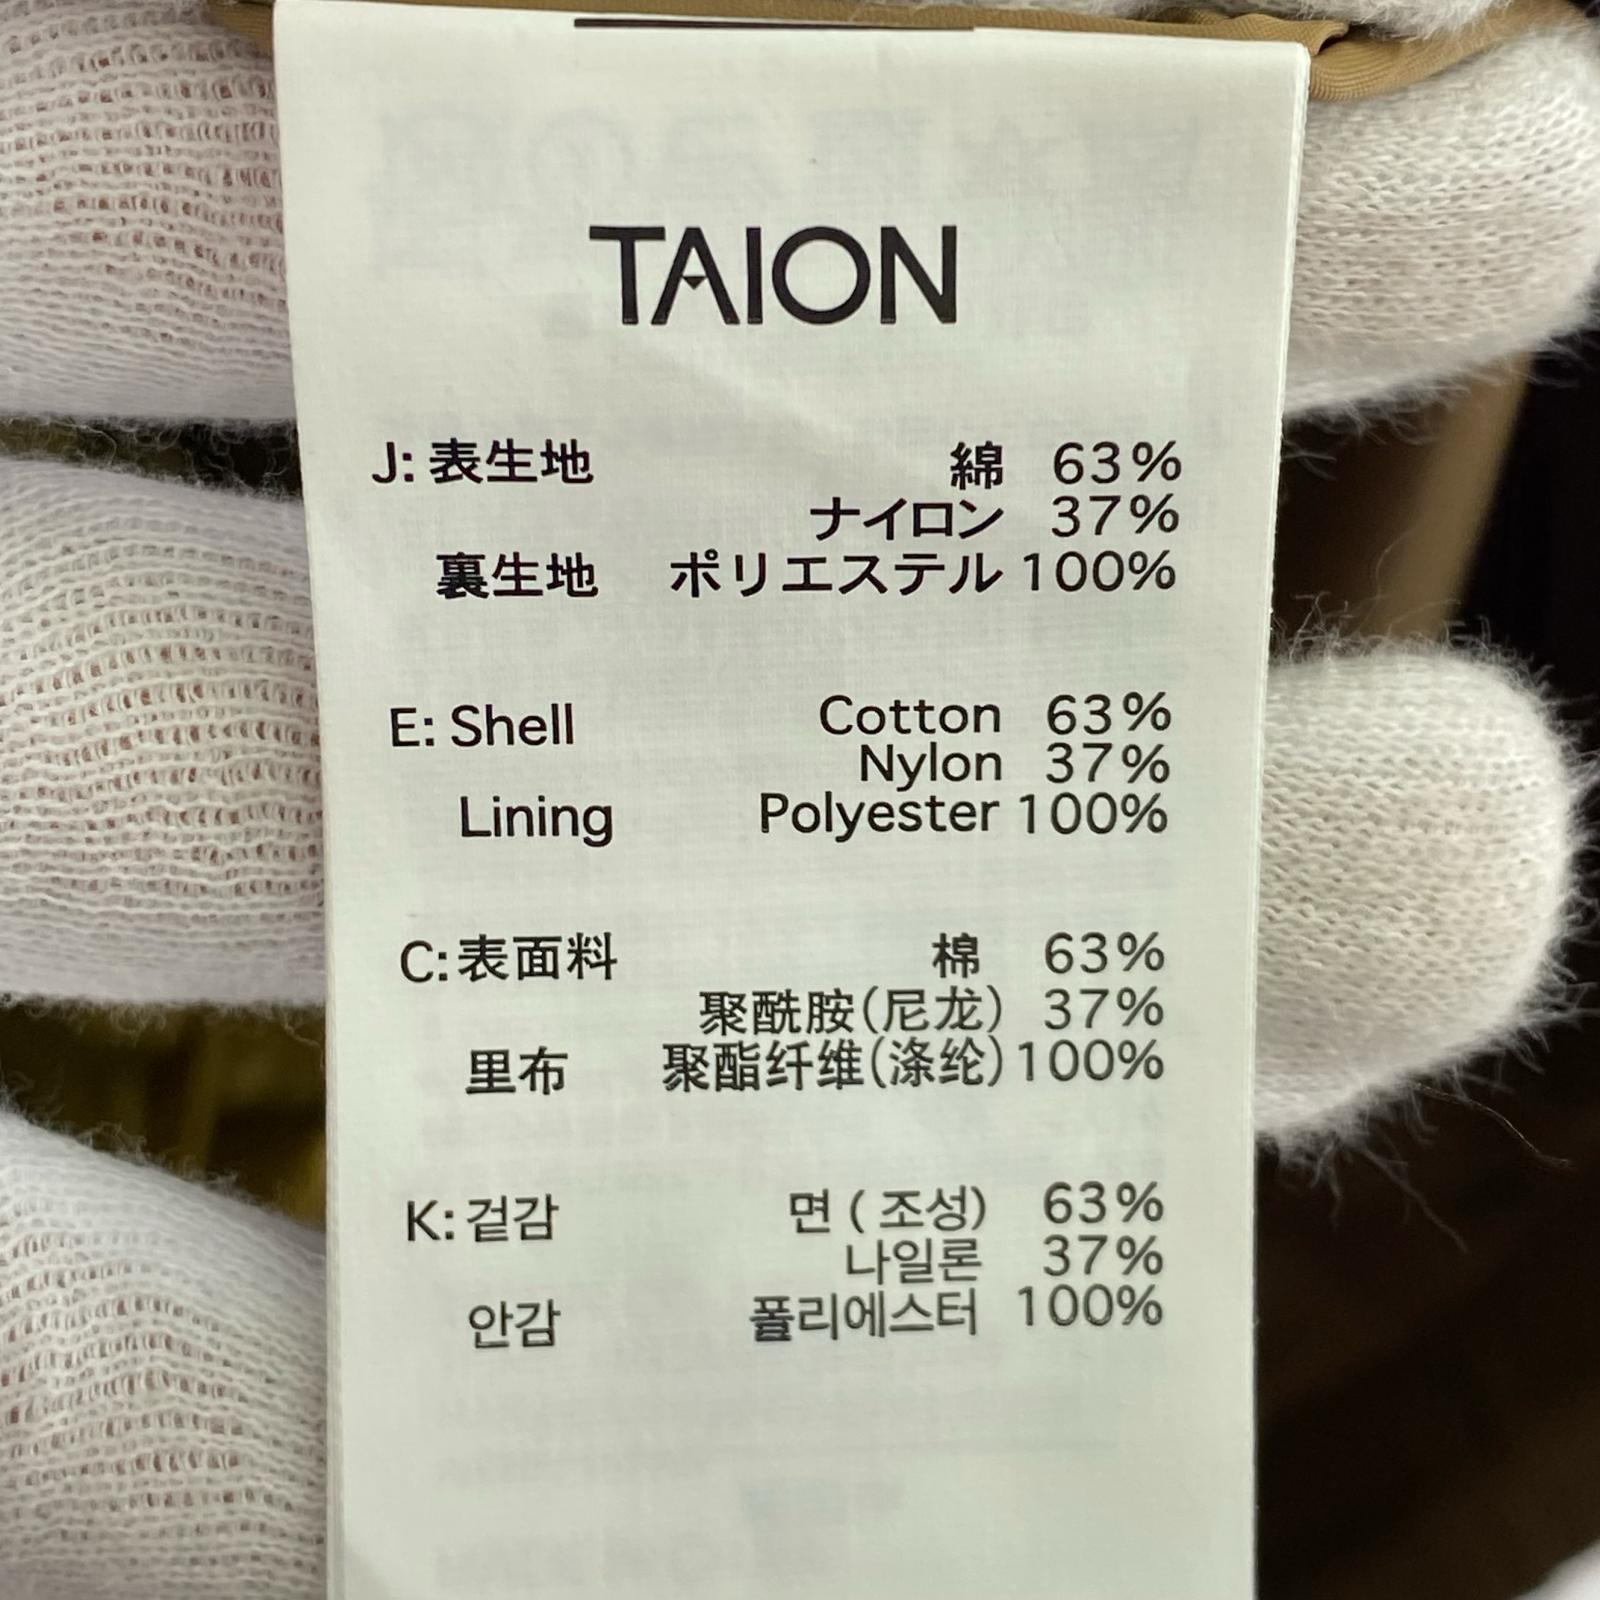 TAION
J: 表生地 綿 63%
ナイロン 37%
裏生地 ポリエステル 100%
E: Shell Cotton 63%
Nylon 37%
Lining Polyester 100%
C: 表面料 棉 63%
聚酰胺(尼龙) 37%
里布 聚酯纤维(涤纶) 100%
K: 겉감 면 ( 조성) 63%
나일론 37%
안감 폴리에스터 100%